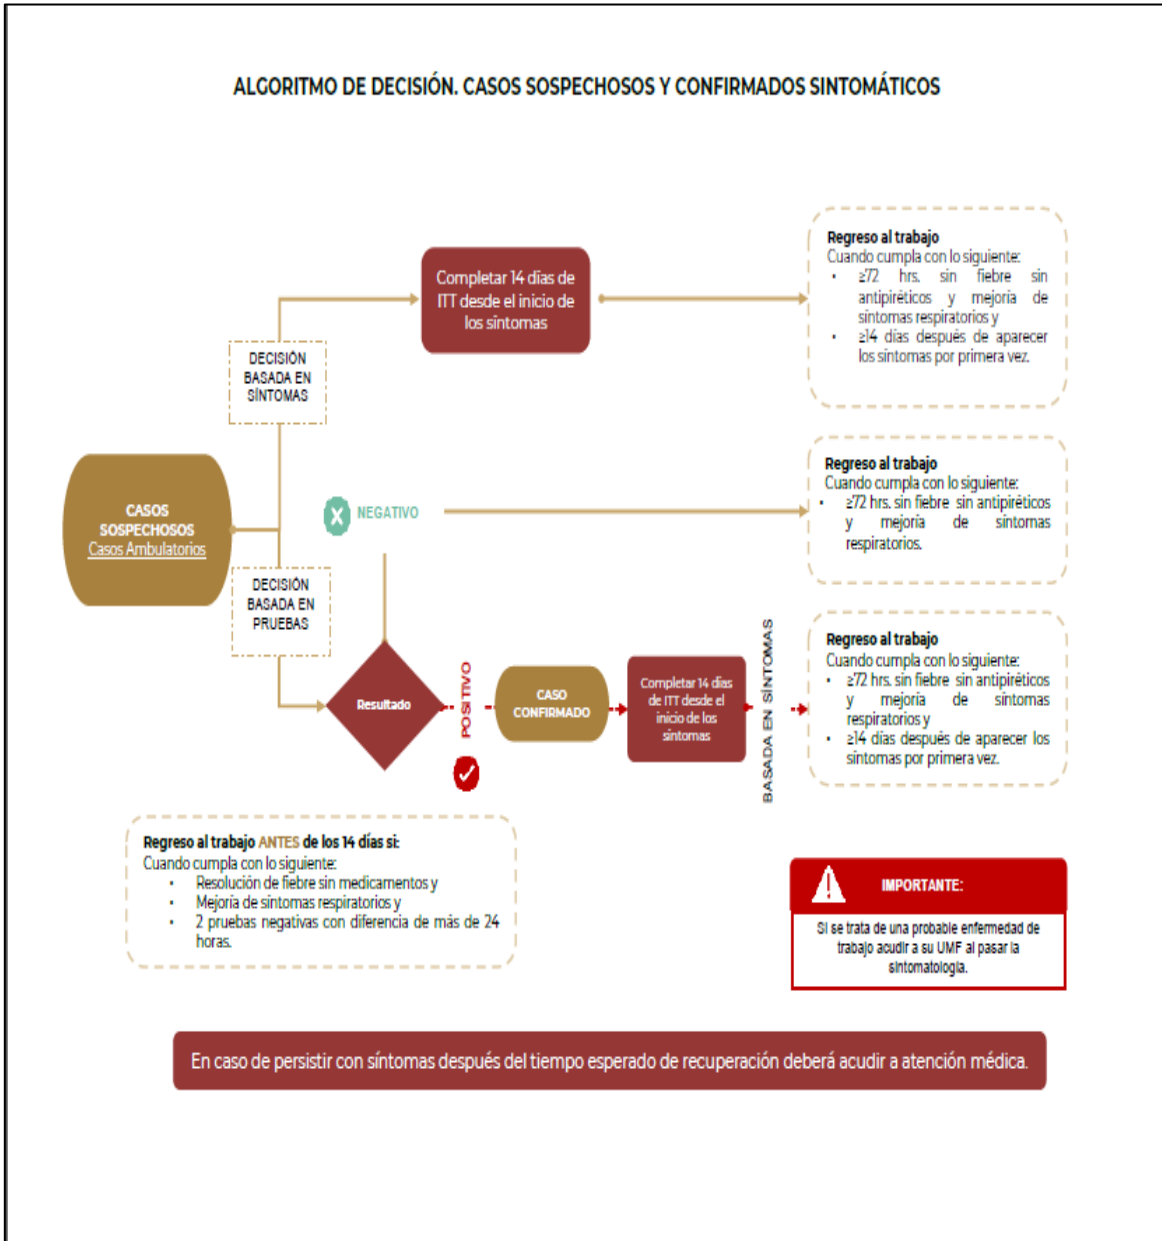 ALGORITMO DE DECISIÓN. CASOS SOSPECHOSOS Y CONFIRMADOS SINTOMÁTICOS
Regreso al trabajo
Cuando cumpla con lo siguiente:
• ≥72 hrs. sin fiebre sin
antipiréticos y mejoría de
síntomas respiratorios y
• ≥14 días después de aparecer
los síntomas por primera vez.
Completar 14 días de
ITT desde el inicio de
los síntomas
DECISIÓN
BASADA EN
SÍNTOMAS
CASOS
SOSPECHOSOS
Casos Ambulatorios
NEGATIVO
Regreso al trabajo
Cuando cumpla con lo siguiente:
• ≥72 hrs. sin fiebre sin antipiréticos
y mejoría de síntomas
respiratorios.
DECISIÓN
BASADA EN
PRUEBAS
Resultado
POSITIVO
CASO
CONFIRMADO
Completar 14 días
de ITT desde el
inicio de los
síntomas
BASADA EN SÍNTOMAS
Regreso al trabajo
Cuando cumpla con lo siguiente:
• ≥72 hrs. sin fiebre sin antipiréticos
y mejoría de síntomas
respiratorios y
• ≥14 días después de aparecer los
síntomas por primera vez.
Regreso al trabajo ANTES de los 14 días si:
Cuando cumpla con lo siguiente:
• Resolución de fiebre sin medicamentos y
• Mejoría de síntomas respiratorios y
• 2 pruebas negativas con diferencia de más de 24
horas.
IMPORTANTE:
Si se trata de una probable enfermedad de
trabajo acudir a su UMF al pasar la
sintomatología.
En caso de persistir con síntomas después del tiempo esperado de recuperación deberá acudir a atención médica.